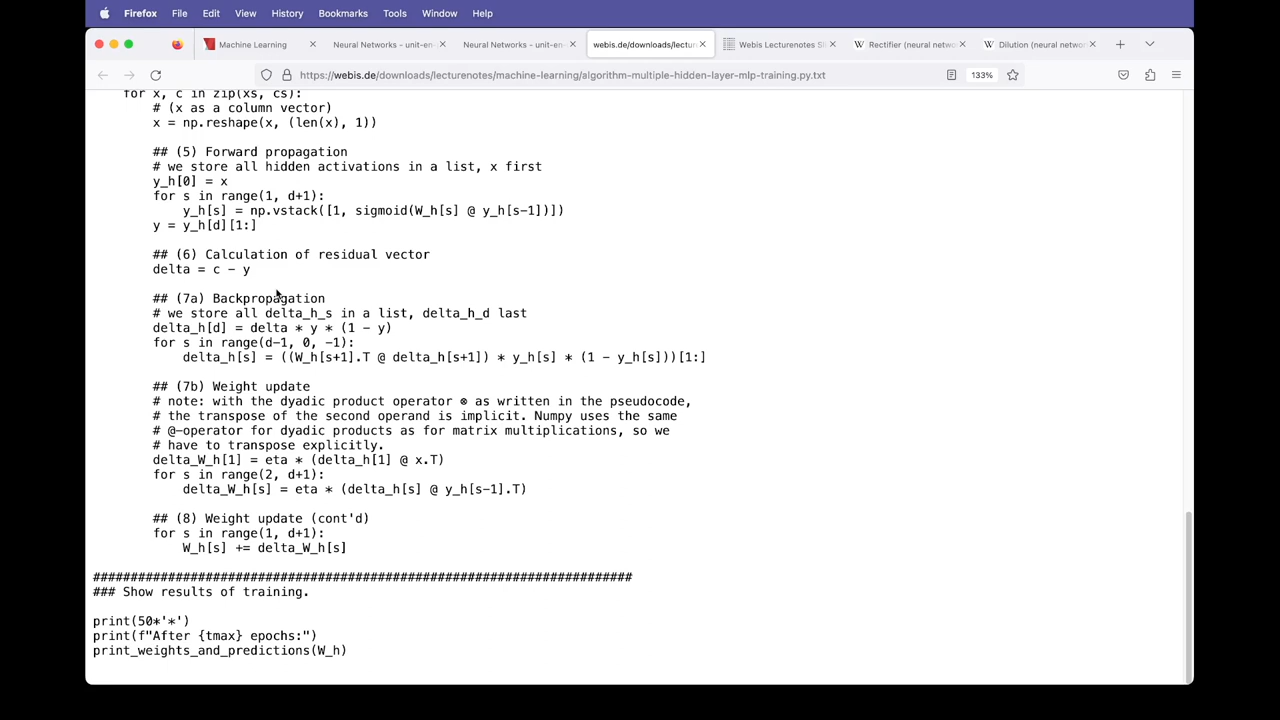 Firefox File Edit View History Bookmarks Tools Window Help
Machine Learning Neural Networks - unit-en- Neural Networks - unit-en- webis.de/downloads/lectur Webis Lecturenotes Sl Rectifier (neural netwo Dilution (neural networ
https://webis.de/downloads/lecturenotes/machine-learning/algorithm-multiple-hidden-layer-mlp-training.py.txt 133%
for x, c in zip(xs, cs):
# (x as a column vector)
x = np.reshape(x, (len(x), 1))
## (5) Forward propagation
# we store all hidden activations in a list, x first
y_h[0] = x
for s in range(1, d+1):
y_h[s] = np.vstack([1, sigmoid(W_h[s] @ y_h[s-1])])
y = y_h[d][1:]
## (6) Calculation of residual vector
delta = c - y
## (7a) Backpropagation
# we store all delta_h_s in a list, delta_h_d last
delta_h[d] = delta * y * (1 - y)
for s in range(d-1, 0, -1):
delta_h[s] = ((W_h[s+1].T @ delta_h[s+1]) * y_h[s] * (1 - y_h[s]))[1:]
## (7b) Weight update
# note: with the dyadic product operator ⊗ as written in the pseudocode,
# the transpose of the second operand is implicit. Numpy uses the same
# @-operator for dyadic products as for matrix multiplications, so we
# have to transpose explicitly.
delta_W_h[1] = eta * (delta_h[1] @ x.T)
for s in range(2, d+1):
delta_W_h[s] = eta * (delta_h[s] @ y_h[s-1].T)
## (8) Weight update (cont'd)
for s in range(1, d+1):
W_h[s] += delta_W_h[s]
########################################################################
### Show results of training.
print(50*'*')
print(f"After {tmax} epochs:")
print_weights_and_predictions(W_h)